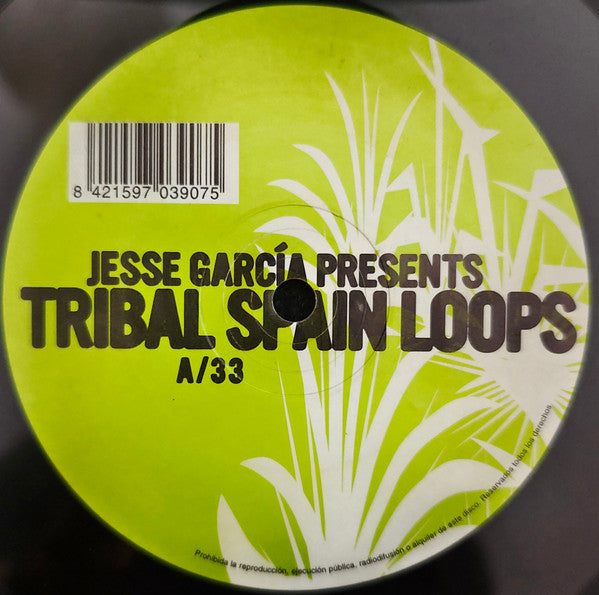 8 421597 039075
JESSE GARCÍA PRESENTS
TRIBAL SPAIN LOOPS
A/33
Prohibida la reproducción, ejecución pública, radiodifusión o alquiler de este disco. Reservados todos los derechos